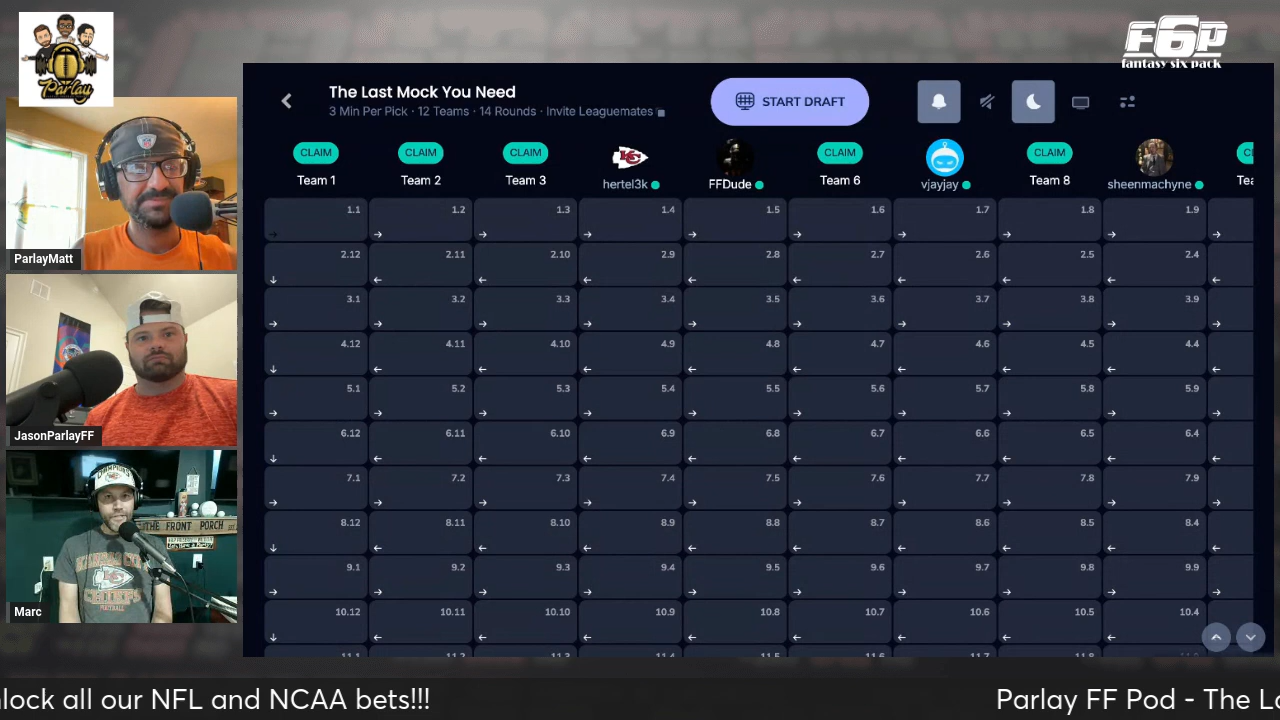 Parlay
F6P
fantasy six pack
The Last Mock You Need
3 Min Per Pick · 12 Teams · 14 Rounds · Invite Leaguemates
START DRAFT
CLAIM CLAIM CLAIM CLAIM CLAIM
Team 1 Team 2 Team 3 hertel3k FFDude Team 6 vjayjay Team 8 sheenmachyne
1.1 1.2 1.3 1.4 1.5 1.6 1.7 1.8 1.9
2.12 2.11 2.10 2.9 2.8 2.7 2.6 2.5 2.4
3.1 3.2 3.3 3.4 3.5 3.6 3.7 3.8 3.9
4.12 4.11 4.10 4.9 4.8 4.7 4.6 4.5 4.4
5.1 5.2 5.3 5.4 5.5 5.6 5.7 5.8 5.9
6.12 6.11 6.10 6.9 6.8 6.7 6.6 6.5 6.4
7.1 7.2 7.3 7.4 7.5 7.6 7.7 7.8 7.9
8.12 8.11 8.10 8.9 8.8 8.7 8.6 8.5 8.4
9.1 9.2 9.3 9.4 9.5 9.6 9.7 9.8 9.9
10.12 10.11 10.10 10.9 10.8 10.7 10.6 10.5 10.4
ParlayMatt
JasonParlayFF
CHAMPIONS
THE FRONT PORCH
KC
CHIEFS
FOOTBALL
Marc
lock all our NFL and NCAA bets!!!
Parlay FF Pod - The La